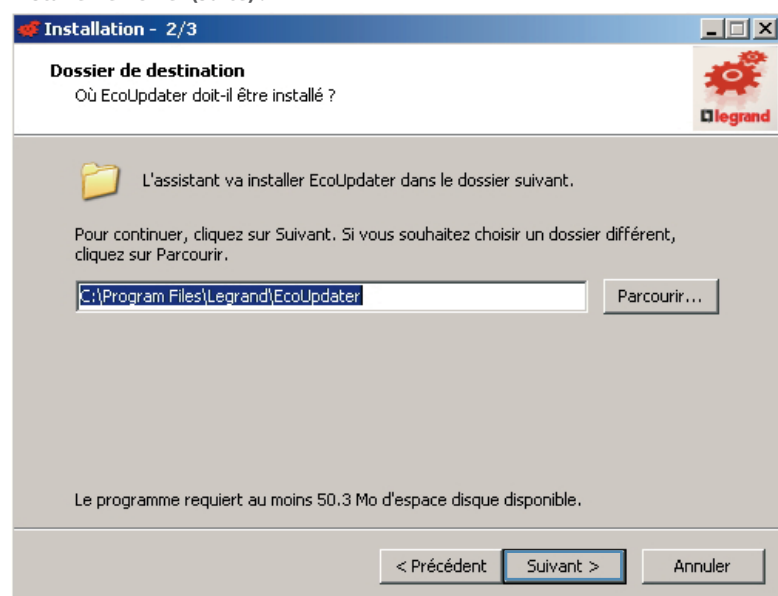 Installation - 2/3
Dossier de destination
Où EcoUpdater doit-il être installé ?
legrand
L'assistant va installer EcoUpdater dans le dossier suivant.
Pour continuer, cliquez sur Suivant. Si vous souhaitez choisir un dossier différent,
cliquez sur Parcourir.
C:\Program Files\Legrand\EcoUpdater
Parcourir...
Le programme requiert au moins 50.3 Mo d'espace disque disponible.
< Précédent
Suivant >
Annuler